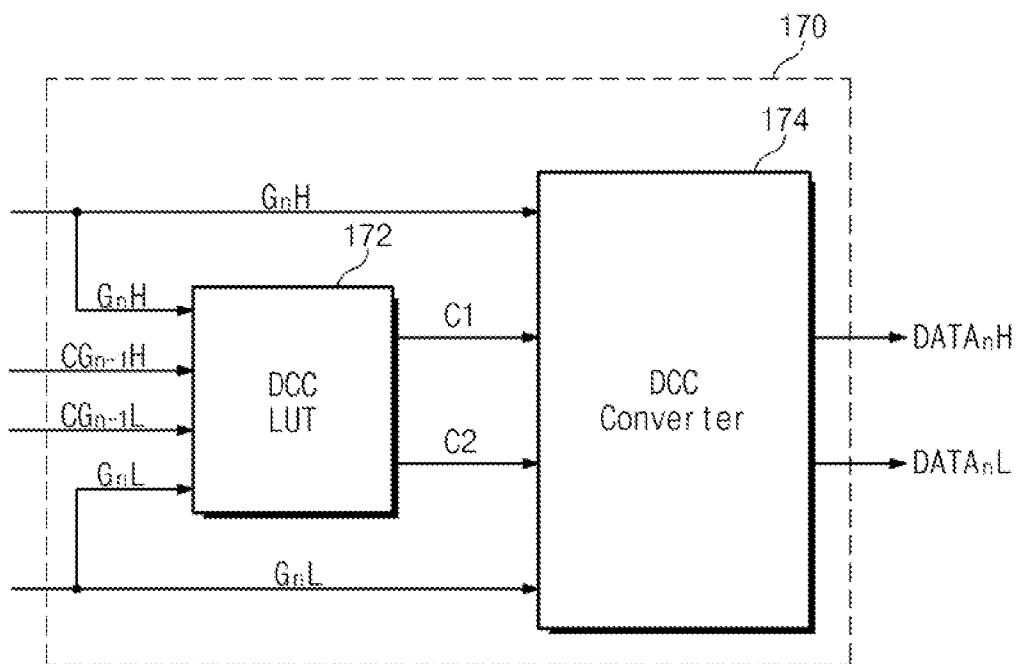 170
174
GnH
172
GnH
C1
CGn-1H
DATAnH
DCC
LUT
DCC
Converter
CGn-1L
C2
DATAnL
GnL
GnL